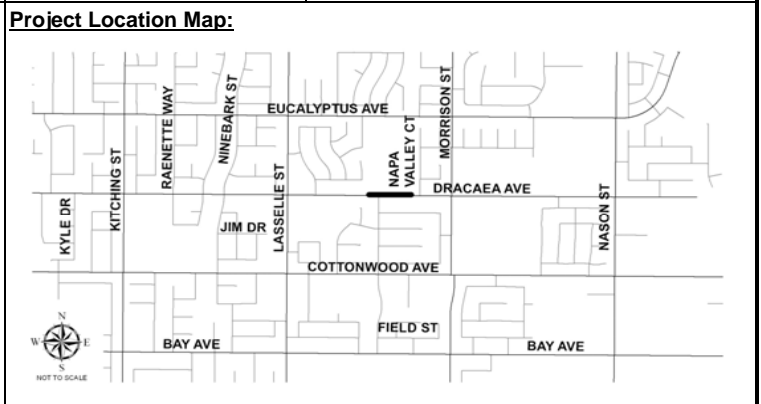 Project Location Map:
EUCALYPTUS AVE
RAENETTE WAY
NINEBARK ST
MORRISON ST
NAPA
VALLEY CT
KITCHING ST
LASSELLE ST
DRACAEA AVE
KYLE DR
JIM DR
NASON ST
COTTONWOOD AVE
FIELD ST
BAY AVE
BAY AVE
N
W
E
S
NOT TO SCALE